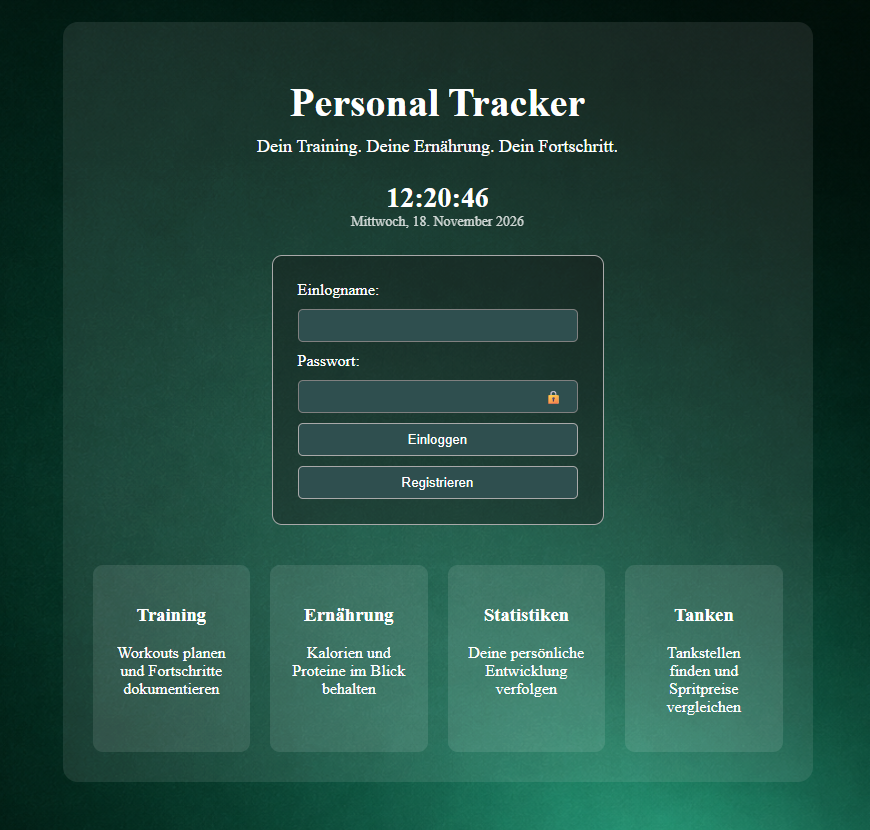 Personal Tracker
Dein Training. Deine Ernährung. Dein Fortschritt.
12:20:46
Mittwoch, 18. November 2026
Einlogname:
Passwort:
Einloggen
Registrieren
Training
Workouts planen
und Fortschritte
dokumentieren
Ernährung
Kalorien und
Proteine im Blick
behalten
Statistiken
Deine persönliche
Entwicklung
verfolgen
Tanken
Tankstellen
finden und
Spritpreise
vergleichen